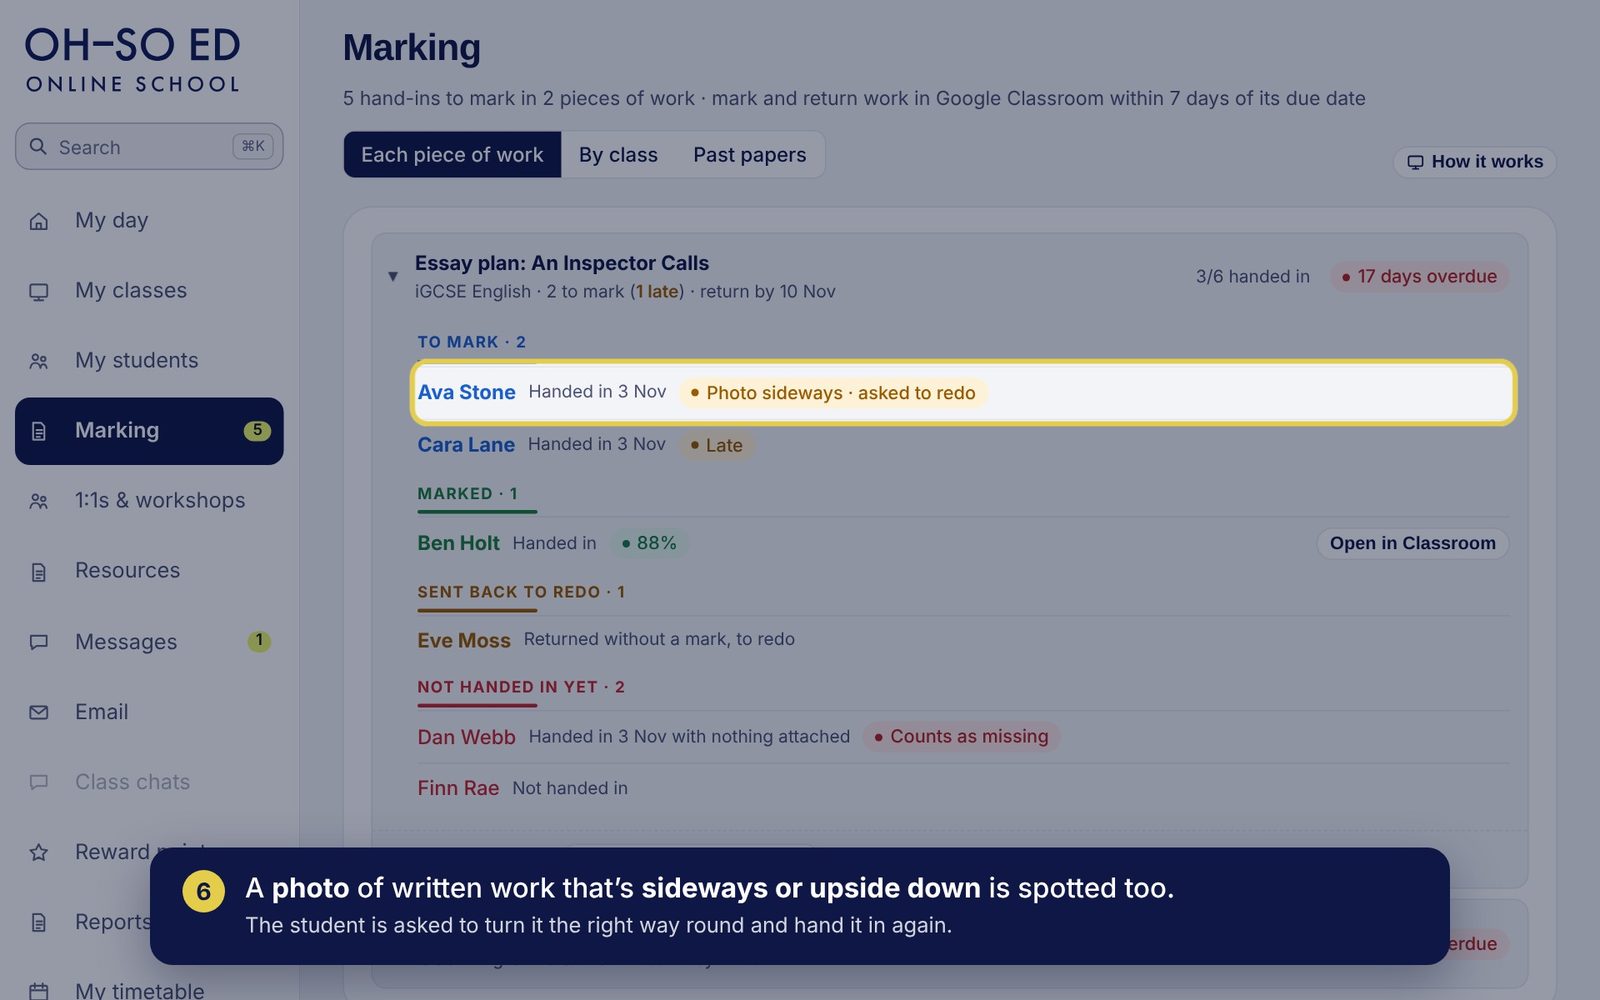 OH–SO ED
ONLINE SCHOOL
Search ⌘K
My day
My classes
My students
Marking 5
1:1s & workshops
Resources
Messages 1
Email
Class chats
Reward
Reports
My timetable
Marking
5 hand-ins to mark in 2 pieces of work · mark and return work in Google Classroom within 7 days of its due date
Each piece of work By class Past papers
How it works
Essay plan: An Inspector Calls
iGCSE English · 2 to mark (1 late) · return by 10 Nov
3/6 handed in • 17 days overdue
TO MARK · 2
Ava Stone Handed in 3 Nov • Photo sideways · asked to redo
Cara Lane Handed in 3 Nov • Late
MARKED · 1
Ben Holt Handed in • 88% Open in Classroom
SENT BACK TO REDO · 1
Eve Moss Returned without a mark, to redo
NOT HANDED IN YET · 2
Dan Webb Handed in 3 Nov with nothing attached • Counts as missing
Finn Rae Not handed in
6 A photo of written work that’s sideways or upside down is spotted too.
The student is asked to turn it the right way round and hand it in again.